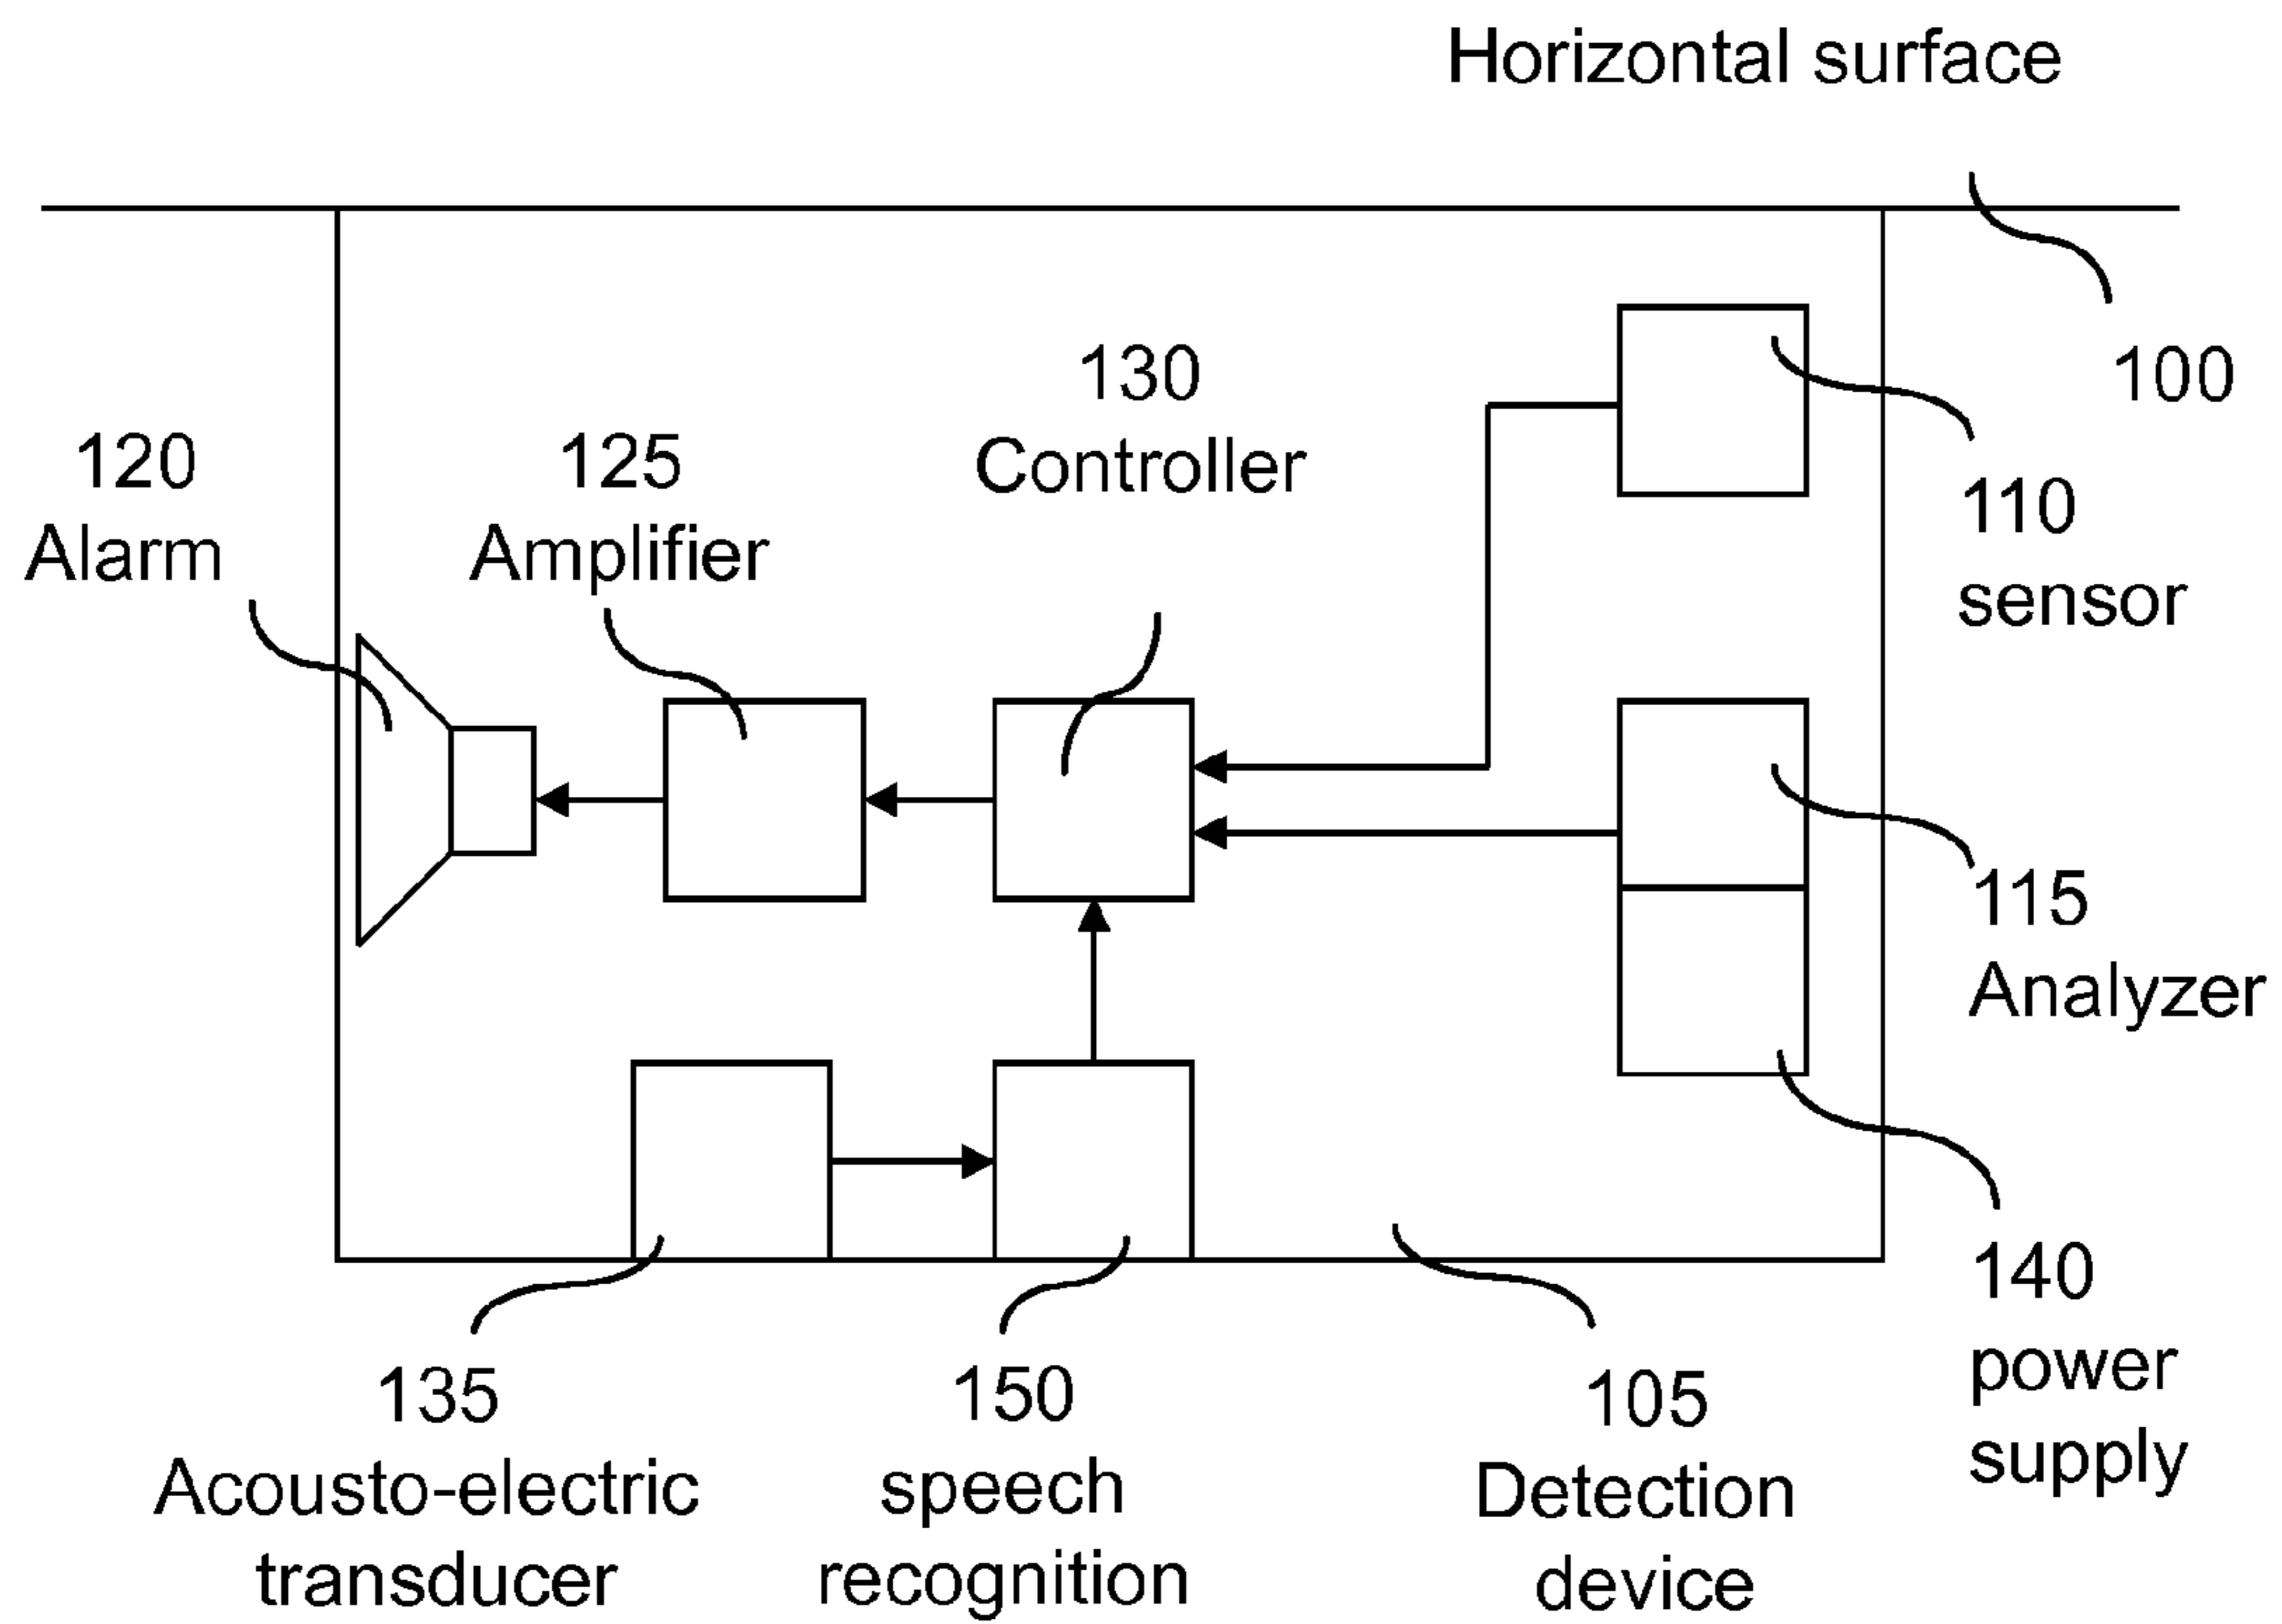 Horizontal surface
100
130
Controller
120
Alarm
125
Amplifier
110
sensor
115
Analyzer
140
power
supply
135
Acousto-electric
transducer
150
speech
recognition
105
Detection
device